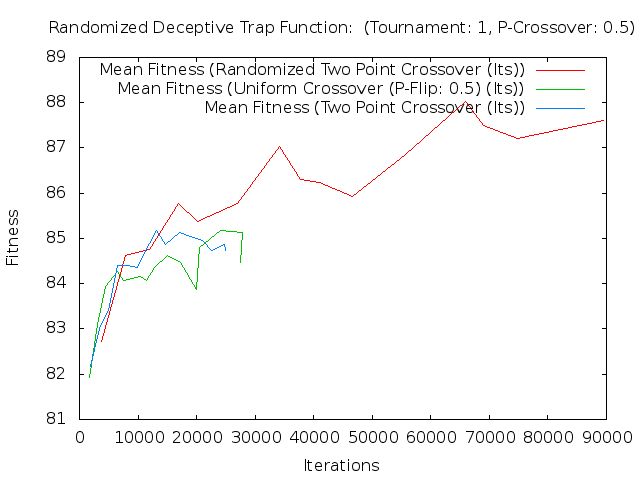 Randomized Deceptive Trap Function:  (Tournament: 1, P-Crossover: 0.5)
89
Mean Fitness (Randomized Two Point Crossover (Its))
Mean Fitness (Uniform Crossover (P-Flip: 0.5) (Its))
Mean Fitness (Two Point Crossover (Its))
88
87
86
85
84
83
82
81
Fitness
0 10000 20000 30000 40000 50000 60000 70000 80000 90000
Iterations